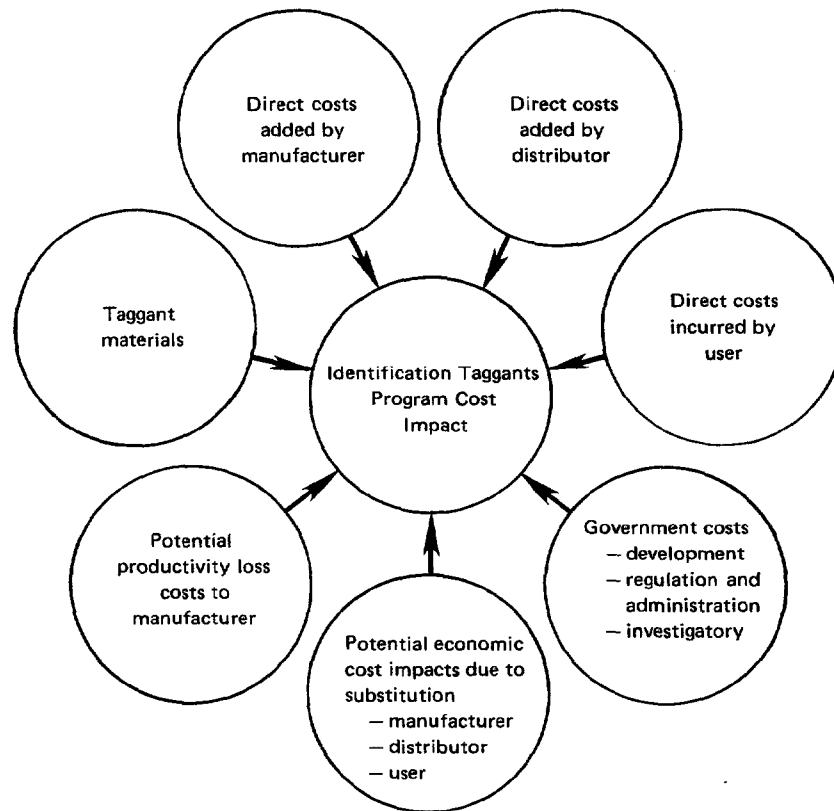 Direct costs
added by
manufacturer
Direct costs
added by
distributor
Taggant
materials
Direct costs
incurred by
user
Identification Taggants
Program Cost
Impact
Potential
productivity loss
costs to
manufacturer
Government costs
— development
— regulation and
administration
— investigatory
Potential economic
cost impacts due to
substitution
— manufacturer
— distributor
— user